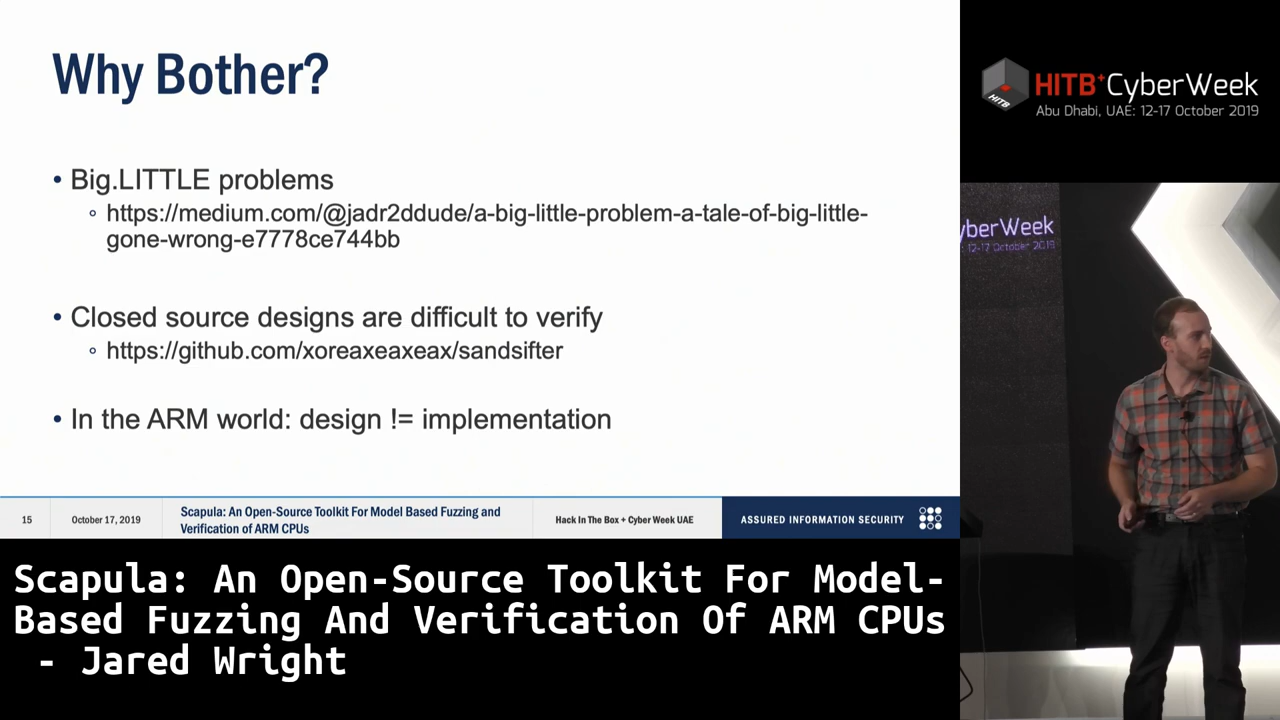 Why Bother?
• Big.LITTLE problems
◦ https://medium.com/@jadr2ddude/a-big-little-problem-a-tale-of-big-little-
gone-wrong-e7778ce744bb
• Closed source designs are difficult to verify
◦ https://github.com/xoreaxeaxeax/sandsifter
• In the ARM world: design != implementation
15
October 17, 2019
Scapula: An Open-Source Toolkit For Model Based Fuzzing and
Verification of ARM CPUs
Hack In The Box + Cyber Week UAE
ASSURED INFORMATION SECURITY
Scapula: An Open-Source Toolkit For Model-
Based Fuzzing And Verification Of ARM CPUs
- Jared Wright
HITB
HITB+CyberWeek
Abu Dhabi, UAE: 12-17 October 2019
yberWeek
12-17 October 2019